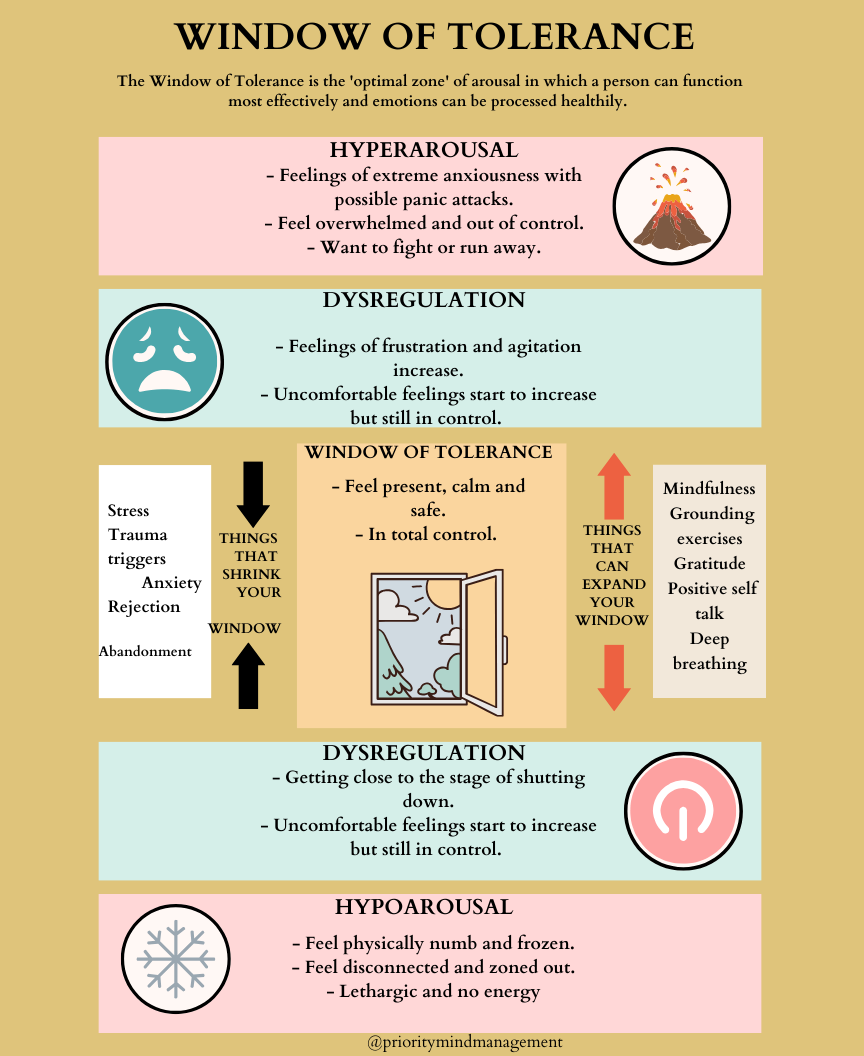 WINDOW OF TOLERANCE
The Window of Tolerance is the 'optimal zone' of arousal in which a person can function
most effectively and emotions can be processed healthily.
HYPERAROUSAL
- Feelings of extreme anxiousness with
possible panic attacks.
- Feel overwhelmed and out of control.
- Want to fight or run away.
DYSREGULATION
- Feelings of frustration and agitation
increase.
- Uncomfortable feelings start to increase
but still in control.
Stress
Trauma
triggers
Anxiety
Rejection
Abandonment
THINGS
THAT
SHRINK
YOUR
WINDOW
WINDOW OF TOLERANCE
- Feel present, calm and
safe.
- In total control.
THINGS
THAT
CAN
EXPAND
YOUR
WINDOW
Mindfulness
Grounding
exercises
Gratitude
Positive self
talk
Deep
breathing
DYSREGULATION
- Getting close to the stage of shutting
down.
- Uncomfortable feelings start to increase
but still in control.
HYPOAROUSAL
- Feel physically numb and frozen.
- Feel disconnected and zoned out.
- Lethargic and no energy
@prioritymindmanagement